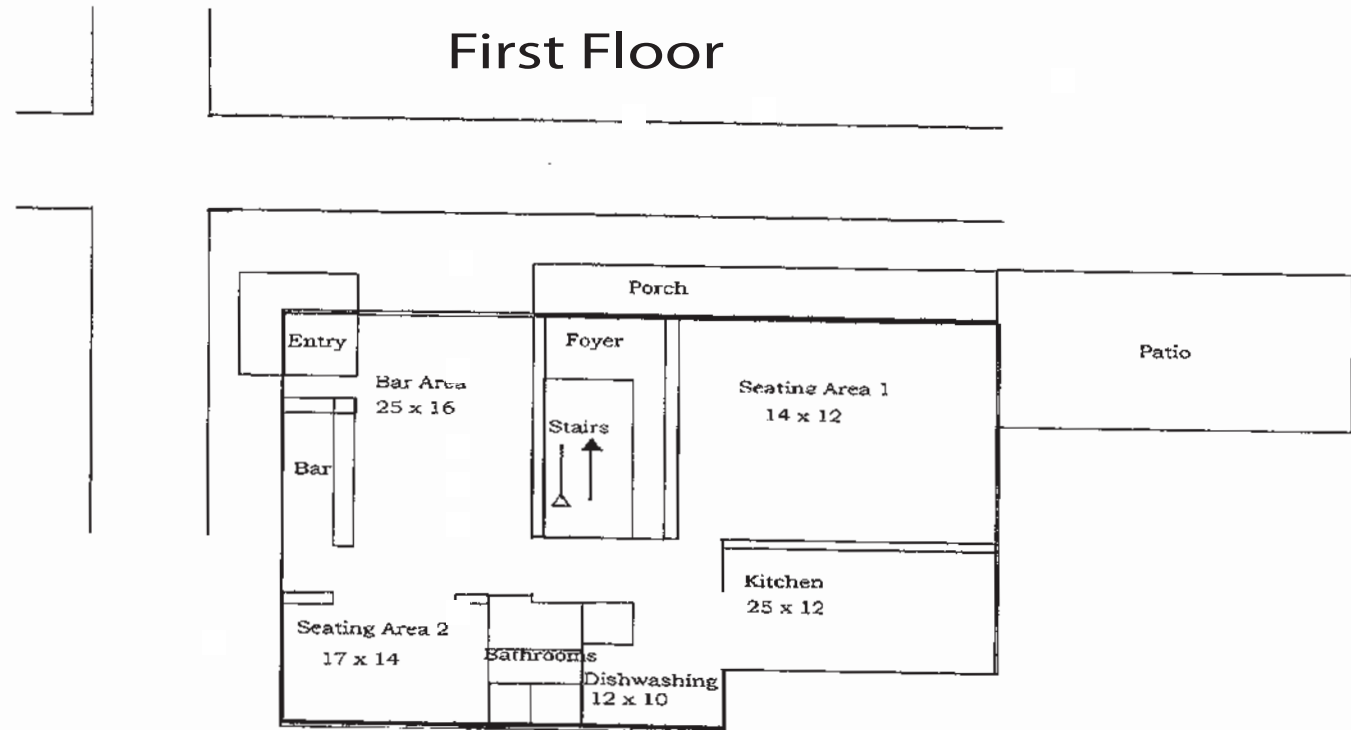 First Floor
Porch
Entry
Foyer
Patio
Bar Area
25 x 16
Seating Area 1
14 x 12
Stairs
Bar
Kitchen
25 x 12
Seating Area 2
17 x 14
Bathrooms
Dishwashing
12 x 10